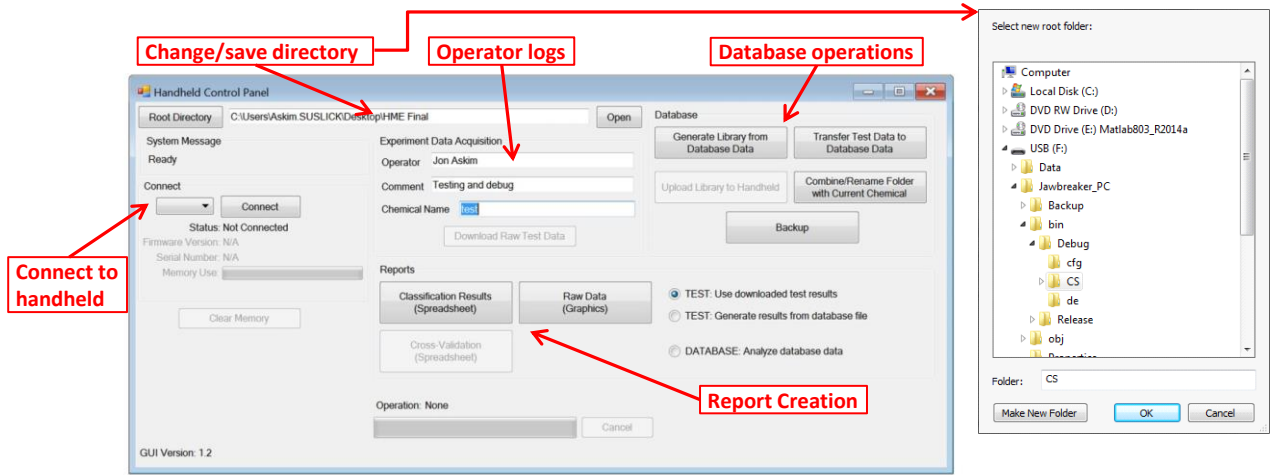 Change/save directory
Operator logs
Database operations
Connect to
handheld
Report Creation
Handheld Control Panel
Root Directory
C:\Users\Askim.SUSLICK\Desktop\HME Final
Open
System Message
Ready
Connect
Connect
Status: Not Connected
Firmware Version: N/A
Serial Number: N/A
Memory Use:
Clear Memory
Experiment Data Acquisition
Operator Jon Askim
Comment Testing and debug
Chemical Name test
Download Raw Test Data
Database
Generate Library from
Database Data
Transfer Test Data to
Database Data
Upload Library to Handheld
Combine/Rename Folder
with Current Chemical
Backup
Reports
Classification Results
(Spreadsheet)
Raw Data
(Graphics)
Cross-Validation
(Spreadsheet)
TEST: Use downloaded test results
TEST: Generate results from database file
DATABASE: Analyze database data
Operation: None
Cancel
GUI Version: 1.2
Select new root folder:
Computer
Local Disk (C:)
DVD RW Drive (D:)
DVD Drive (E:) Matlab803_R2014a
USB (F:)
Data
Jawbreaker_PC
Backup
bin
Debug
cfg
CS
de
Release
obj
Properties
Folder: CS
Make New Folder
OK
Cancel